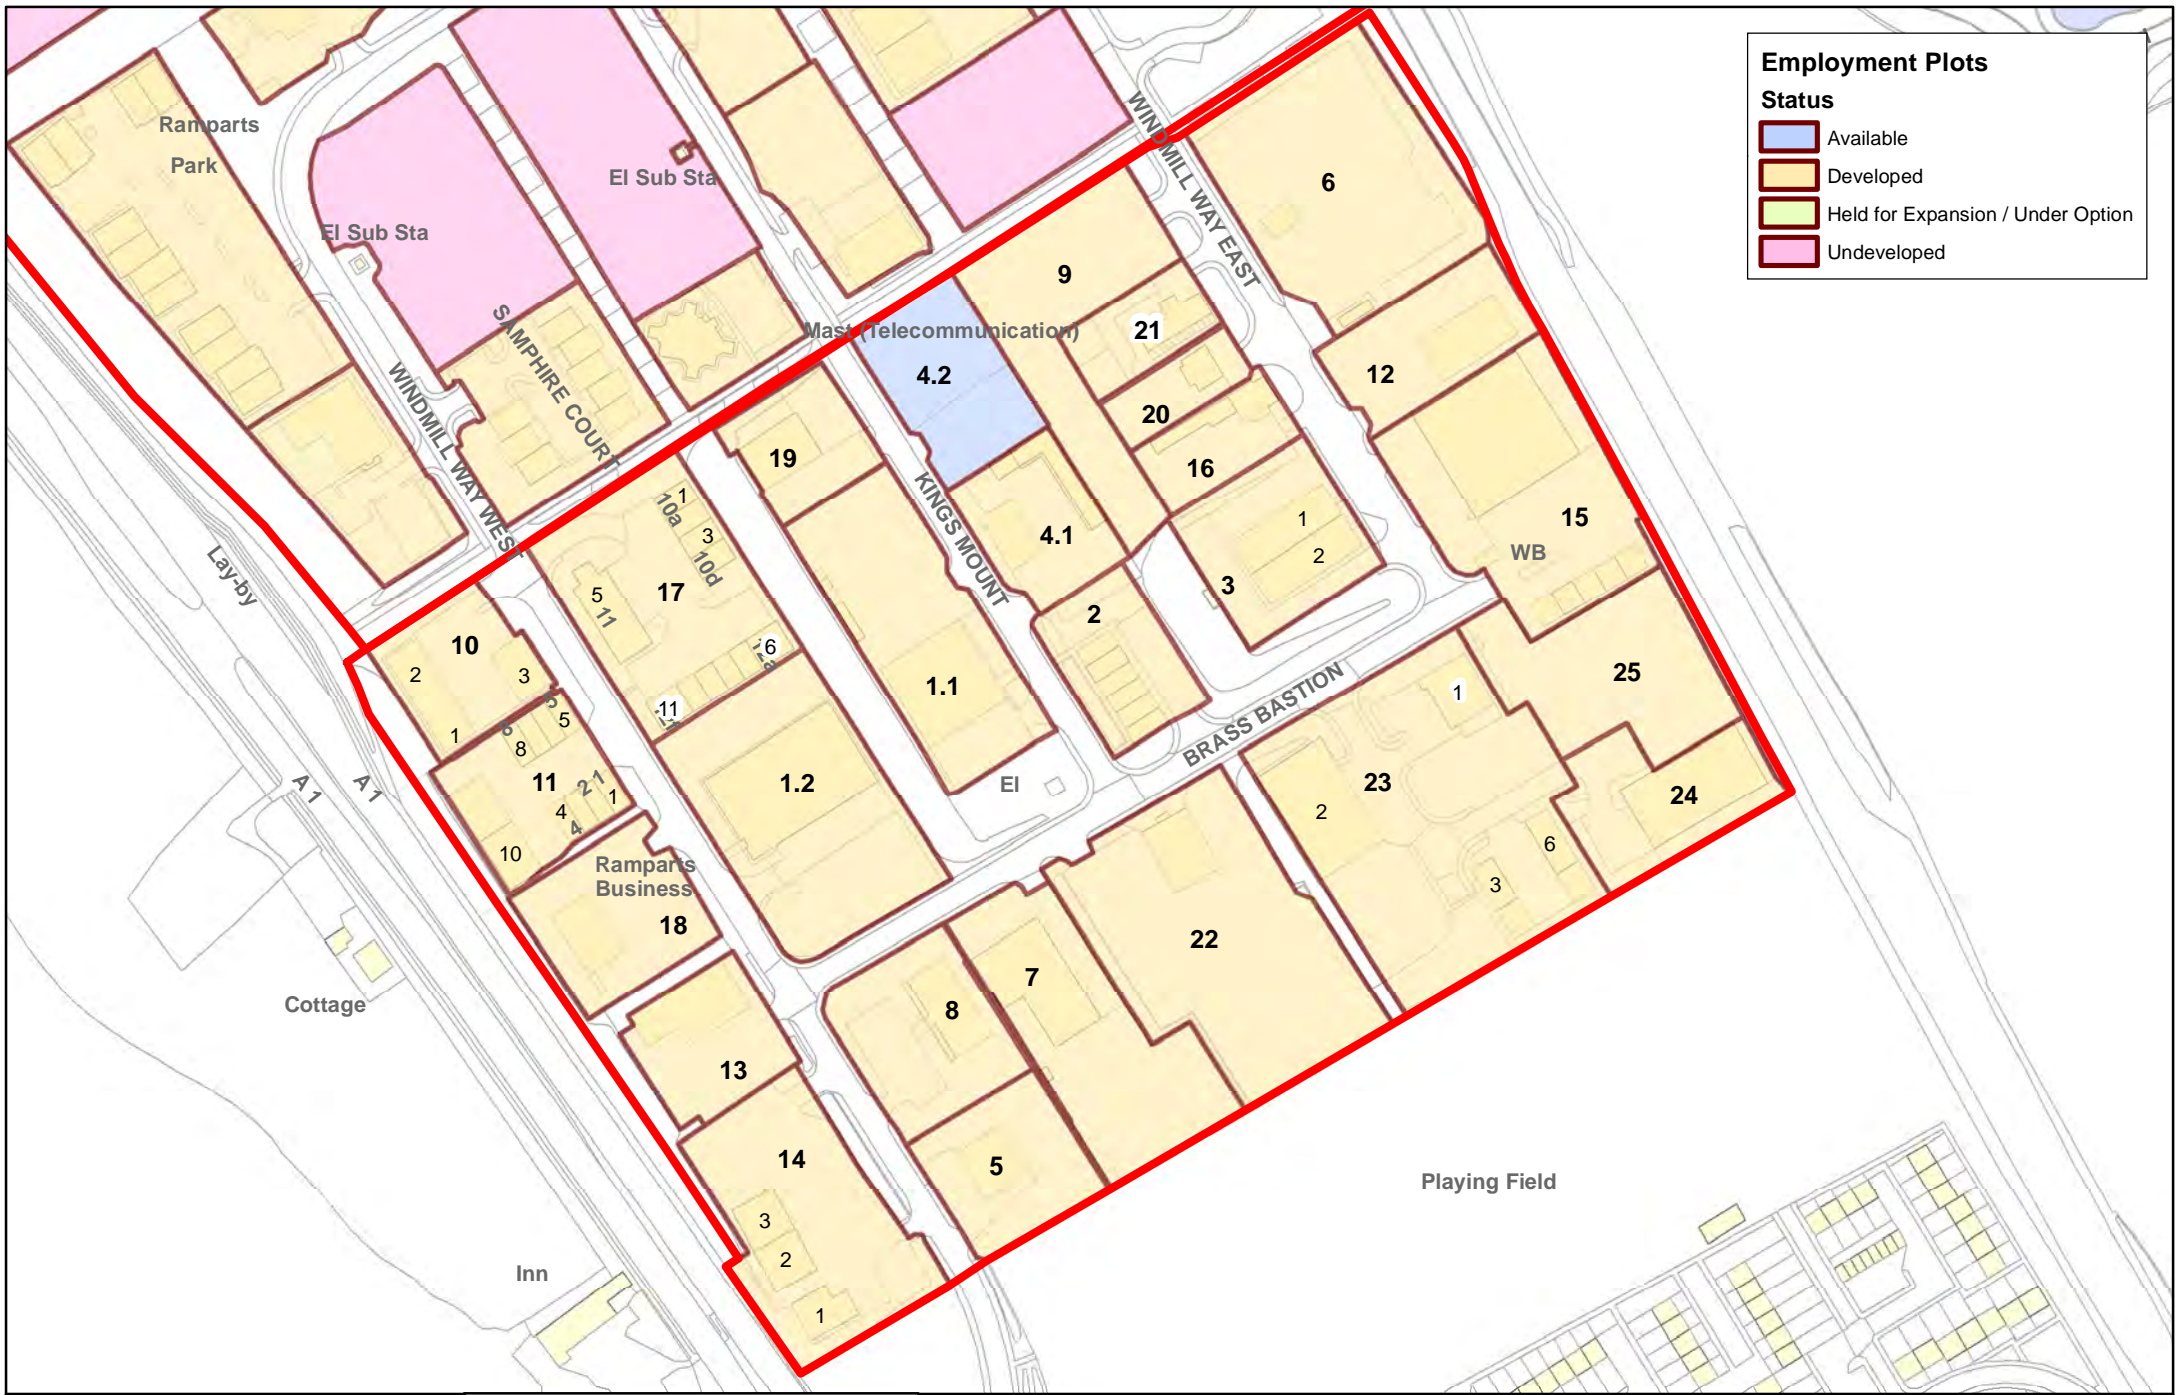 Employment Plots
Status
Available
Developed
Held for Expansion / Under Option
Undeveloped
Ramparts
Park
El Sub Sta
El Sub Sta
WINDMILL WAY EAST
6
9
SAMPHIRE COURT
Mast (Telecommunication)
21
4.2
12
WINDMILL WAY WEST
20
19
16
KINGS MOUNT
10a
1
3
10d
4.1
1
2
15
WB
Lay-by
5
11
17
3
2
10
2
3
1
6
12a
1.1
25
BRASS BASTION
1
11
5
8
11
2 1
1
4
4
10
A 1
A 1
1.2
El
23
2
24
6
3
Ramparts
Business
18
22
7
8
Cottage
13
14
5
3
2
1
Inn
Playing Field